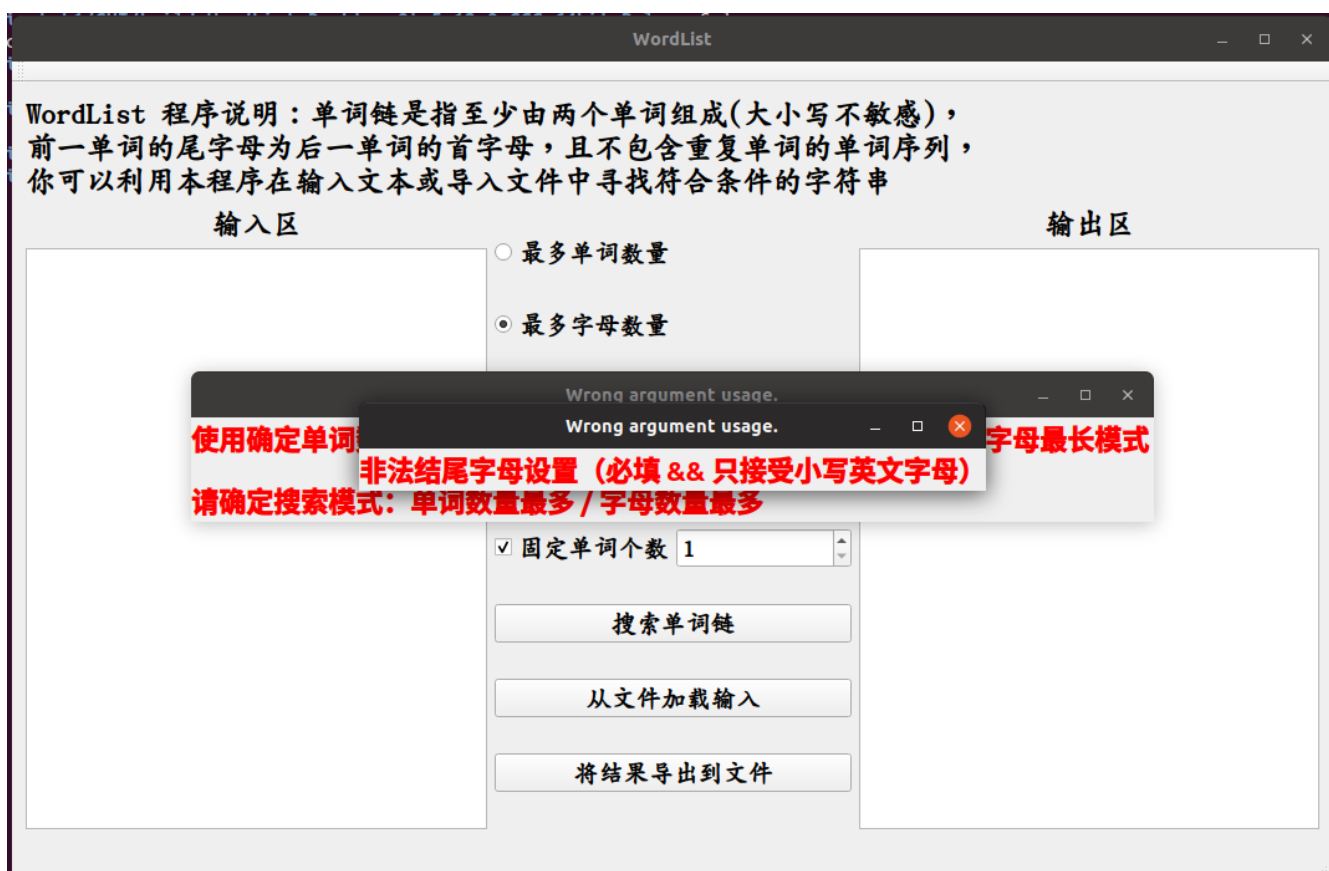 WordList
WordList 程序说明：单词链是指至少由两个单词组成(大小写不敏感)，
前一单词的尾字母为后一单词的首字母，且不包含重复单词的单词序列，
你可以利用本程序在输入文本或导入文件中寻找符合条件的字符串
输入区
输出区
最多单词数量
最多字母数量
Wrong argument usage.
使用确定单词
字母最长模式
Wrong argument usage.
非法结尾字母设置（必填 && 只接受小写英文字母）
请确定搜索模式：单词数量最多 / 字母数量最多
固定单词个数 1
搜索单词链
从文件加载输入
将结果导出到文件